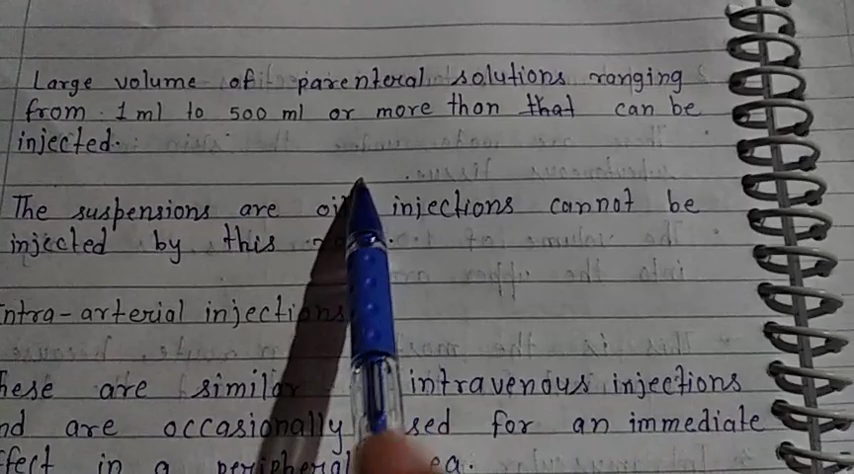 Large volume of parenteral solutions ranging
from 1 ml to 500 ml or more than that can be
injected.
The suspensions are injections cannot be
injected by this
ntra-arterial injections
hese are similar intravenous injections
nd are occasionally sed for an immediate
ffect in a peripheral ea.